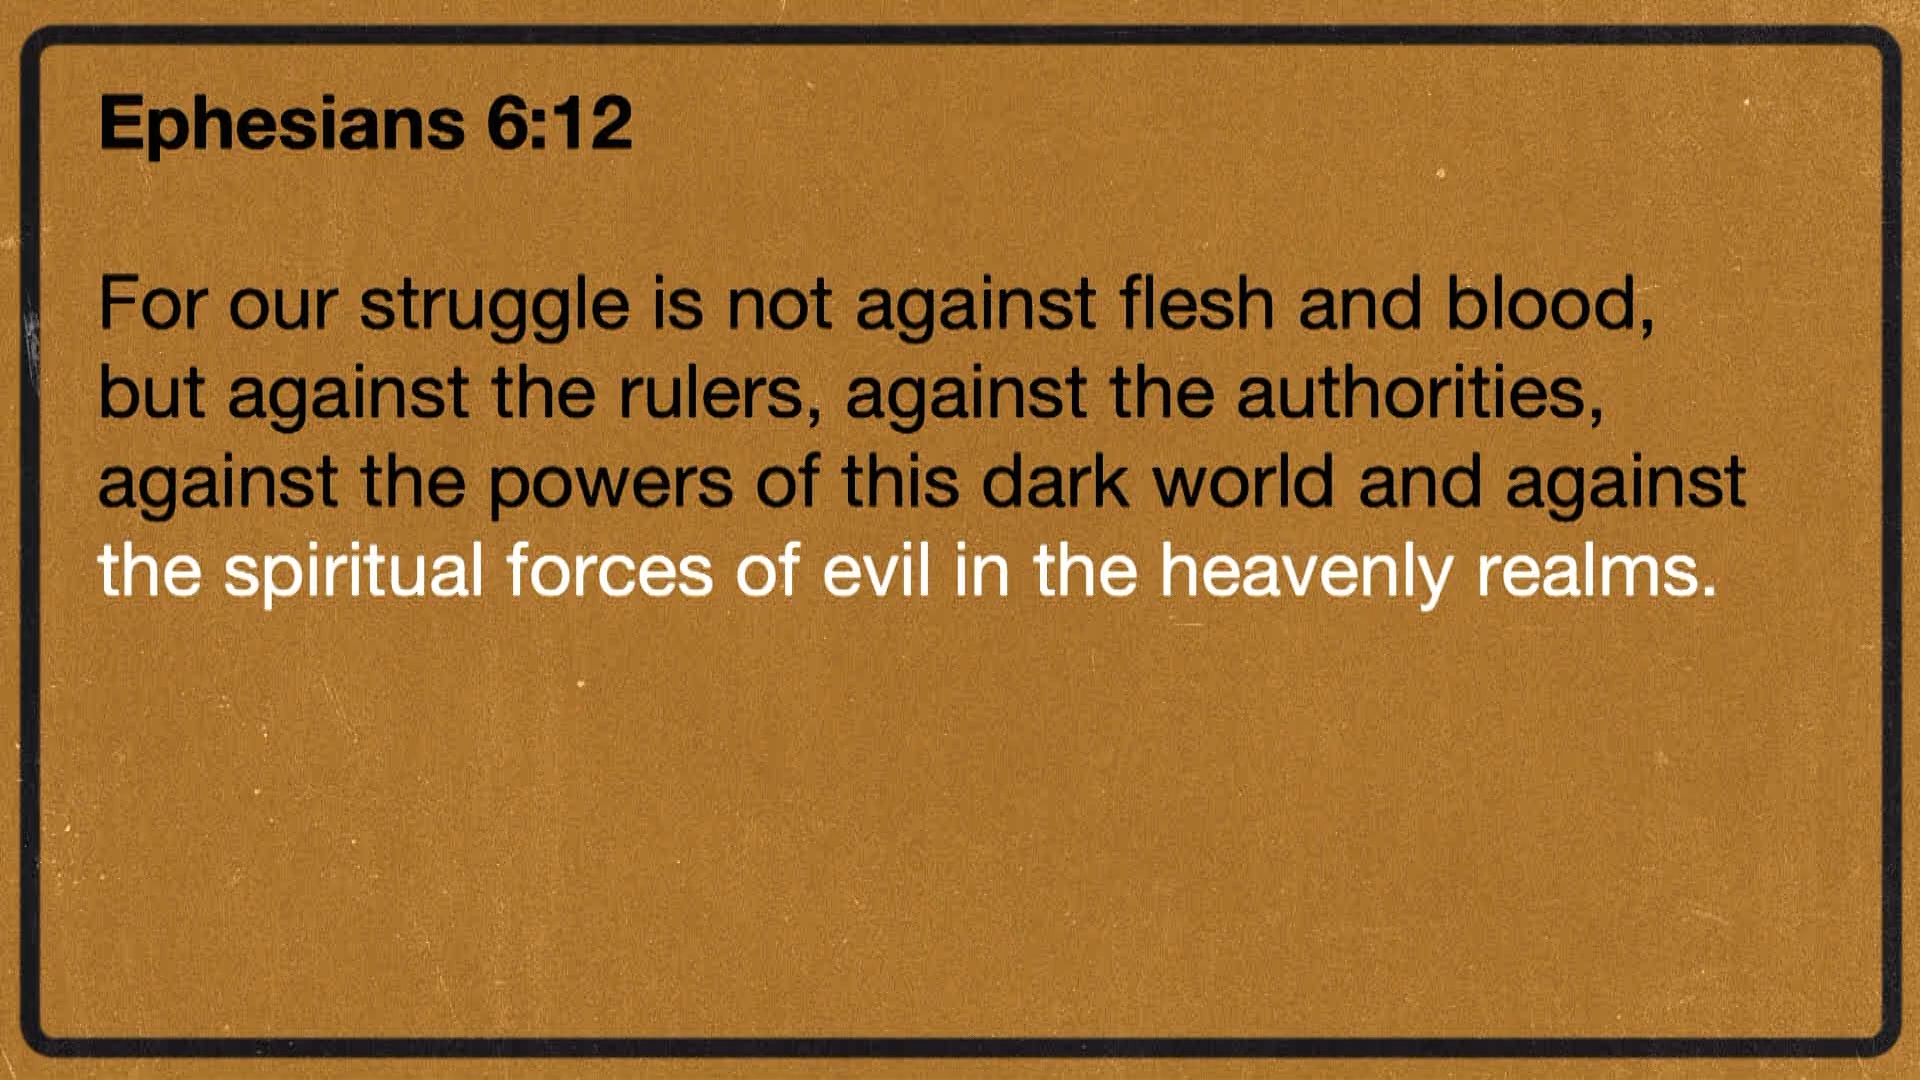 Ephesians 6:12
For our struggle is not against flesh and blood,
but against the rulers, against the authorities,
against the powers of this dark world and against
the spiritual forces of evil in the heavenly realms.